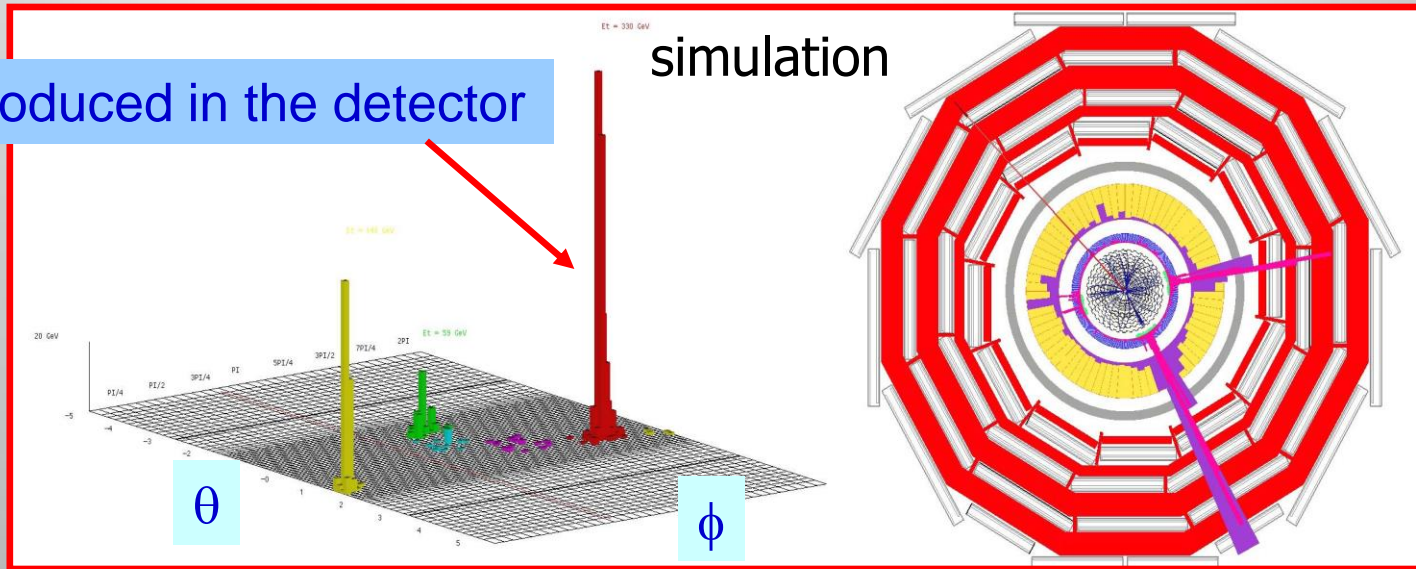 Et = 330 GeV
simulation
oduced in the detector
Et = 59 GeV
20 GeV
PI/4
PI/2
3PI/4
PI
5PI/4
3PI/2
7PI/4
2PI
-5
-4
-3
-2
-0
1
2
3
4
5
θ
ϕ